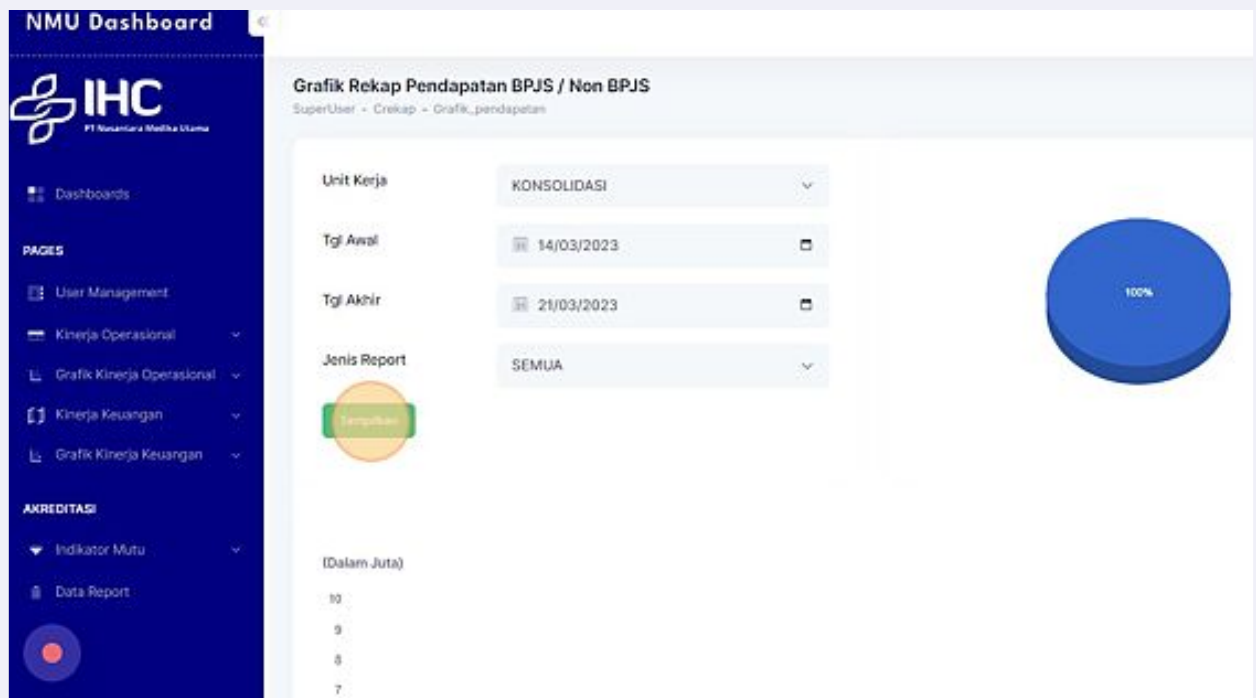 NMU Dashboard
IHC
PT Nusantara Medika Utama
Dashboards
PAGES
User Management
Kinerja Operasional
Grafik Kinerja Operasional
Kinerja Keuangan
Grafik Kinerja Keuangan
AKREDITASI
Indikator Mutu
Data Report
Grafik Rekap Pendapatan BPJS / Non BPJS
SuperUser - Crekap - Grafik_pendapatan
Unit Kerja
KONSOLIDASI
Tgl Awal
14/03/2023
Tgl Akhir
21/03/2023
Jenis Report
SEMUA
Tampilkan
100%
(Dalam Juta)
10
9
8
7